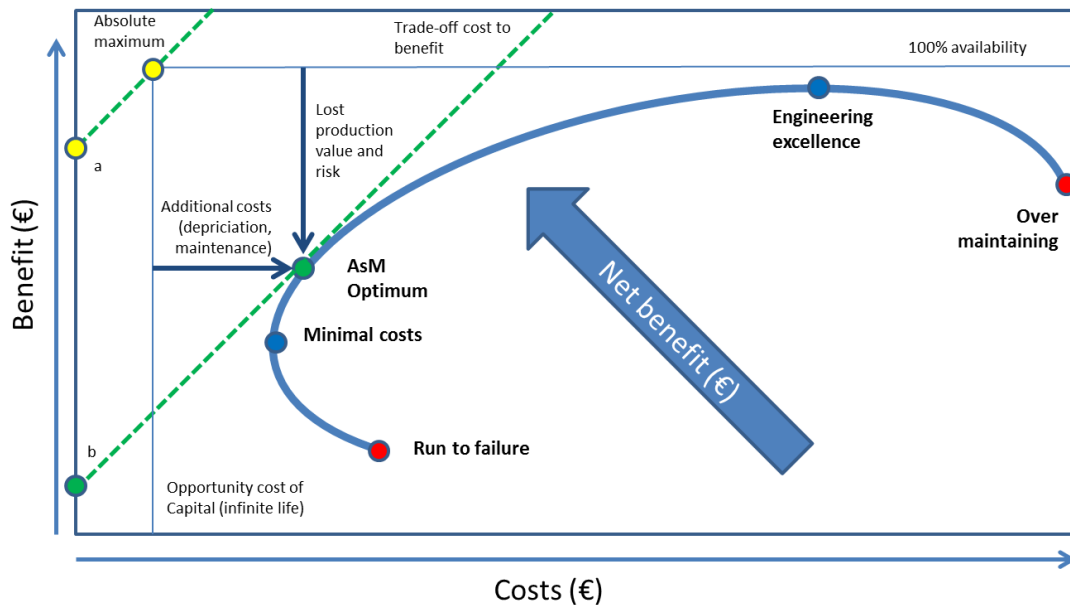 Absolute
maximum
Trade-off cost to
benefit
100% availability
Lost
production
value and
risk
Engineering
excellence
a
Additional costs
(depriciation,
maintenance)
Over
maintaining
AsM
Optimum
Minimal costs
Net benefit (€)
Run to failure
b
Opportunity cost of
Capital (infinite life)
Benefit (€)
Costs (€)